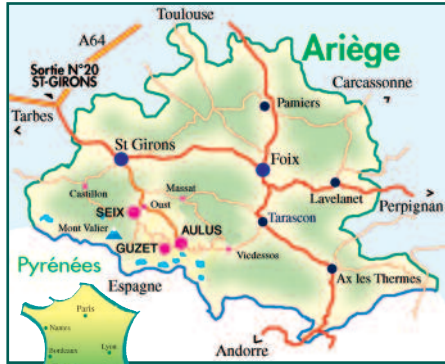 Toulouse
A64
Ariège
Sortie N°20
ST-GIRONS
Carcassonne
Tarbes
Pamiers
St Girons
Foix
Castillon
Massat
Lavelanet
SEIX
Oust
Perpignan
Tarascon
Mont Valier
AULUS
GUZET
Vicdessos
Pyrénées
Ax les Thermes
Espagne
Paris
Nantes
Andorre
Bordeaux
Lyon